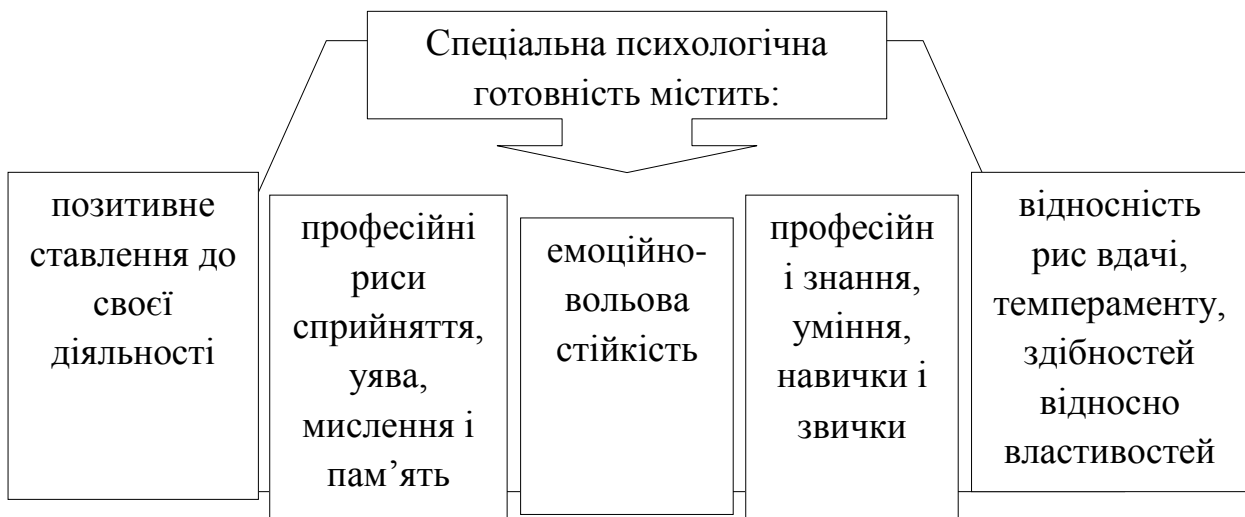 Спеціальна психологічна
готовність містить:
позитивне
ставлення до
своєї
діяльності
професійні
риси
сприйняття,
уява,
мислення і
пам’ять
емоційно-
вольова
стійкість
професійн
і знання,
уміння,
навички і
звички
відносність
рис вдачі,
темпераменту,
здібностей
відносно
властивостей